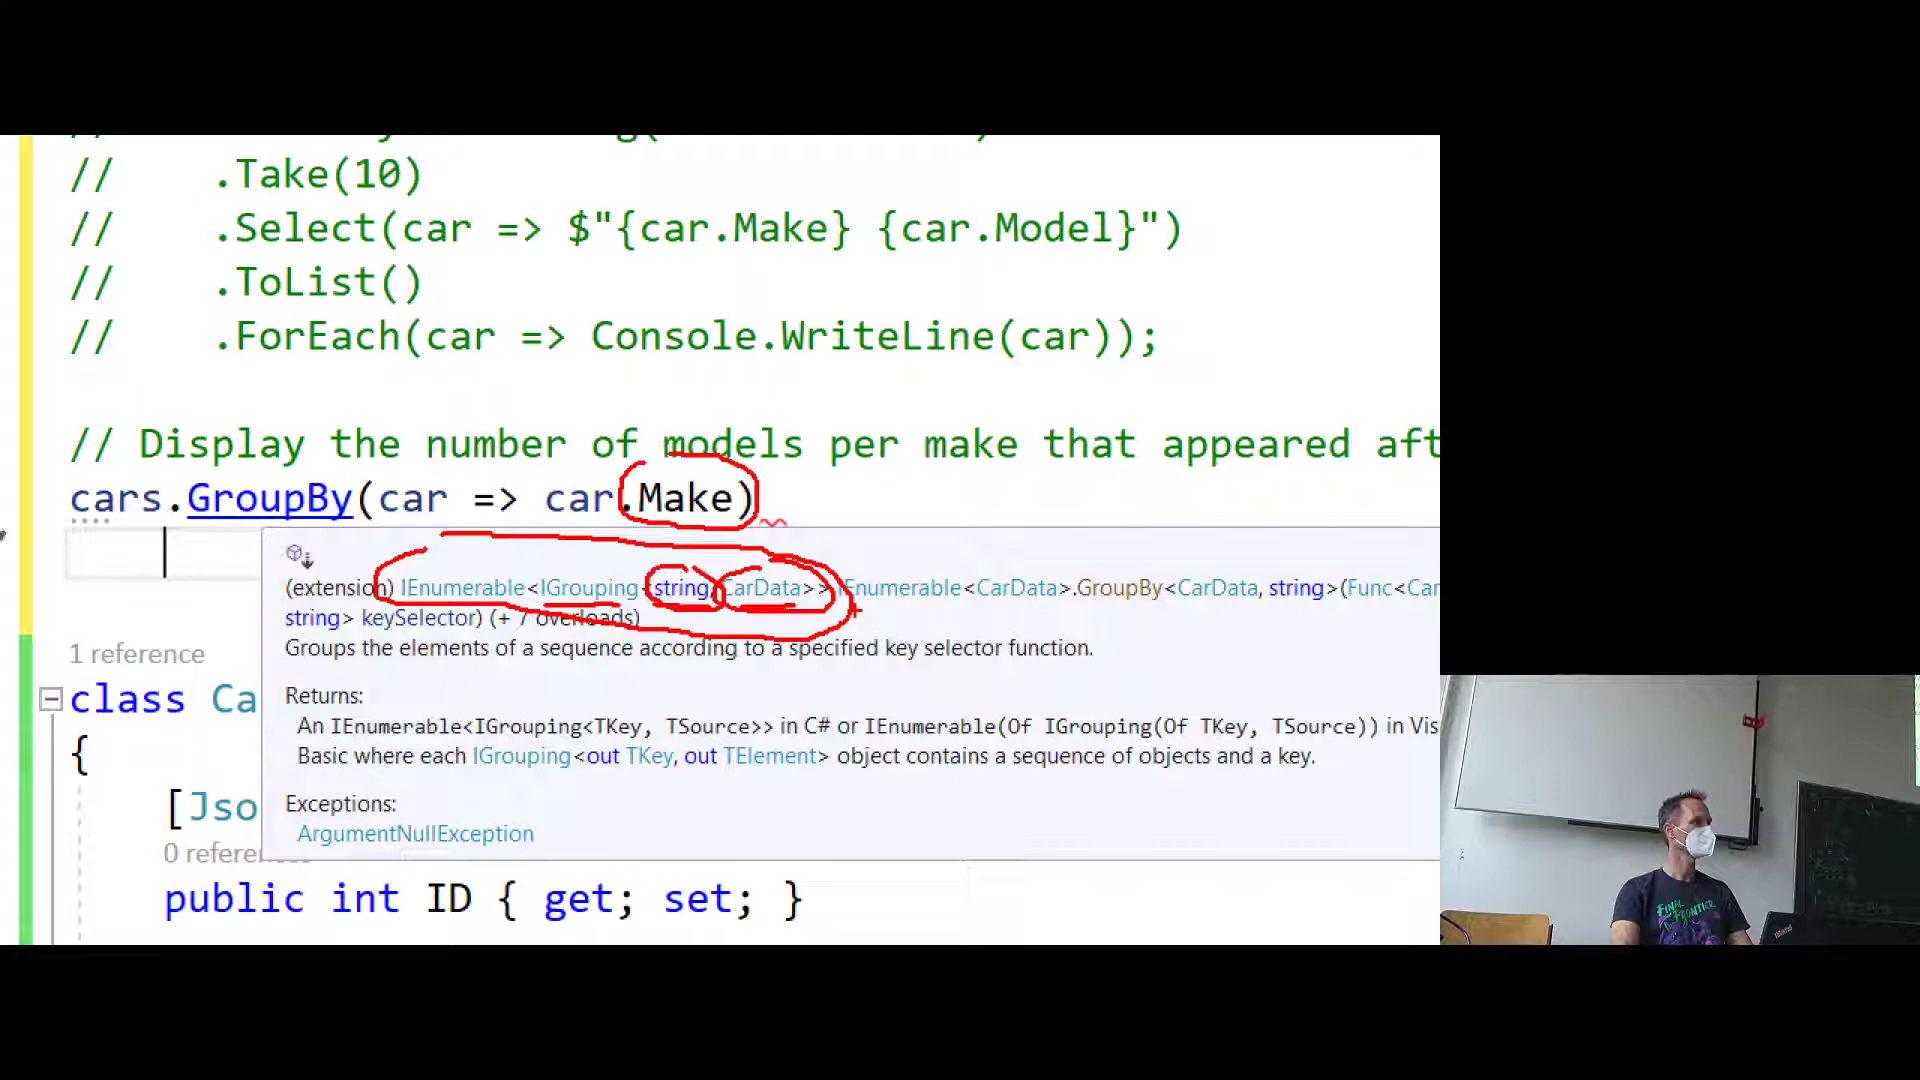 //    .Take(10)
//    .Select(car => $"{car.Make} {car.Model}")
//    .ToList()
//    .ForEach(car => Console.WriteLine(car));
// Display the number of models per make that appeared aft
cars.GroupBy(car => car.Make)
(extension) IEnumerable<IGrouping<string, CarData>> IEnumerable<CarData>.GroupBy<CarData, string>(Func<Car
string> keySelector) (+ 7 overloads)
Groups the elements of a sequence according to a specified key selector function.
Returns:
An IEnumerable<IGrouping<TKey, TSource>> in C# or IEnumerable(Of IGrouping(Of TKey, TSource)) in Vis
Basic where each IGrouping<out TKey, out TElement> object contains a sequence of objects and a key.
Exceptions:
ArgumentNullException
1 reference
class Ca
{
[Jso
0 referen
public int ID { get; set; }
FINAL
FRONTIER
ThinkPad